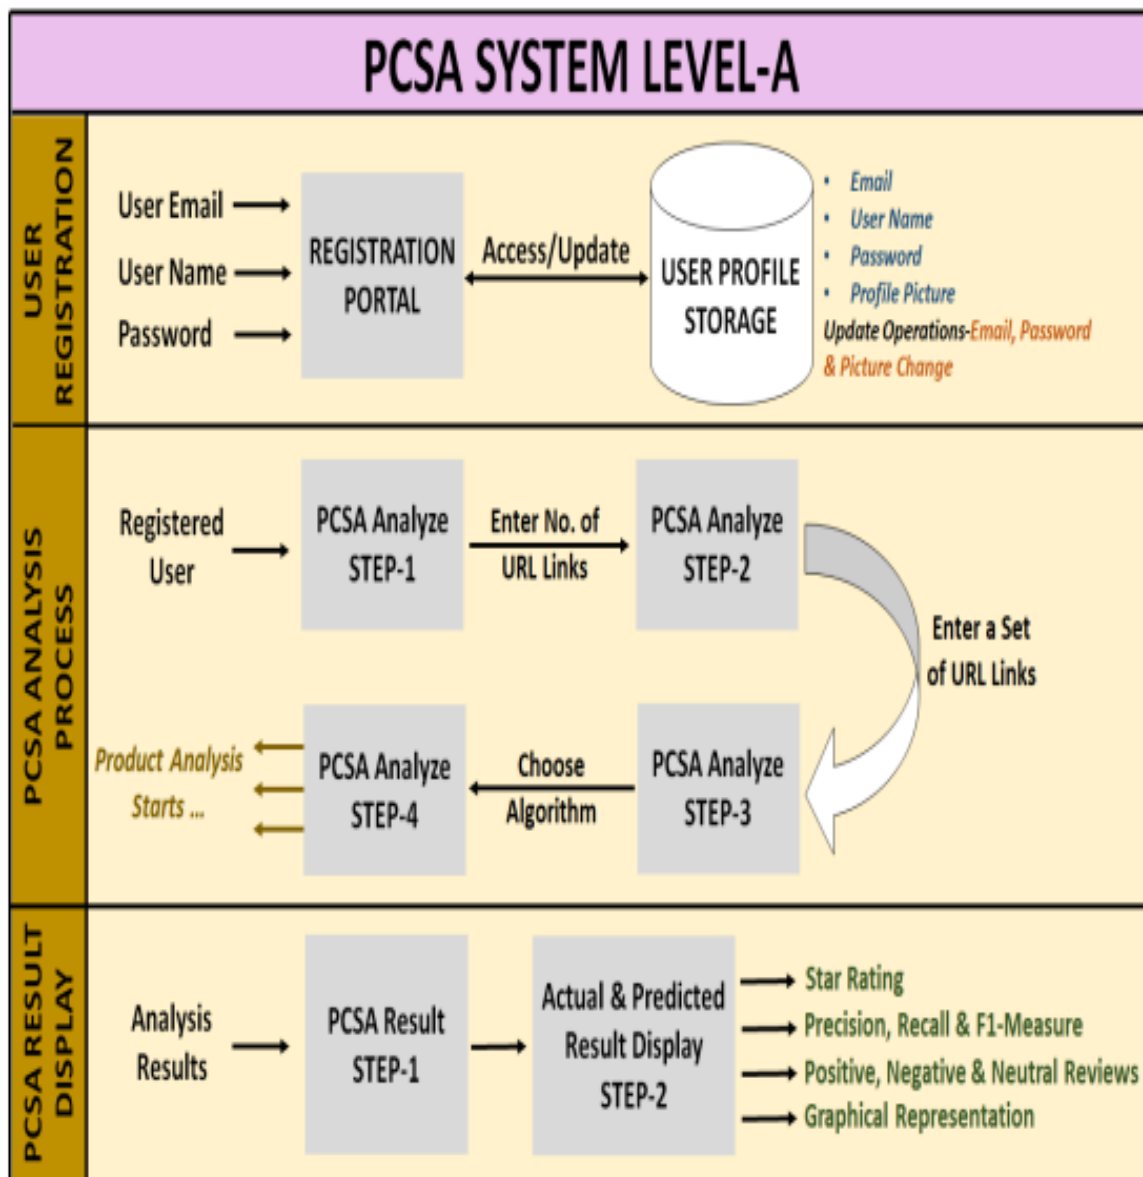 PCSA SYSTEM LEVEL-A
USER
REGISTRATION
User Email
User Name
Password
REGISTRATION
PORTAL
Access/Update
USER PROFILE
STORAGE
• Email
• User Name
• Password
• Profile Picture
Update Operations-Email, Password
& Picture Change
PCSA ANALYSIS
PROCESS
Registered
User
PCSA Analyze
STEP-1
Enter No. of
URL Links
PCSA Analyze
STEP-2
Enter a Set
of URL Links
PCSA Analyze
STEP-3
Choose
Algorithm
PCSA Analyze
STEP-4
Product Analysis
Starts ...
PCSA RESULT
DISPLAY
Analysis
Results
PCSA Result
STEP-1
Actual & Predicted
Result Display
STEP-2
Star Rating
Precision, Recall & F1-Measure
Positive, Negative & Neutral Reviews
Graphical Representation